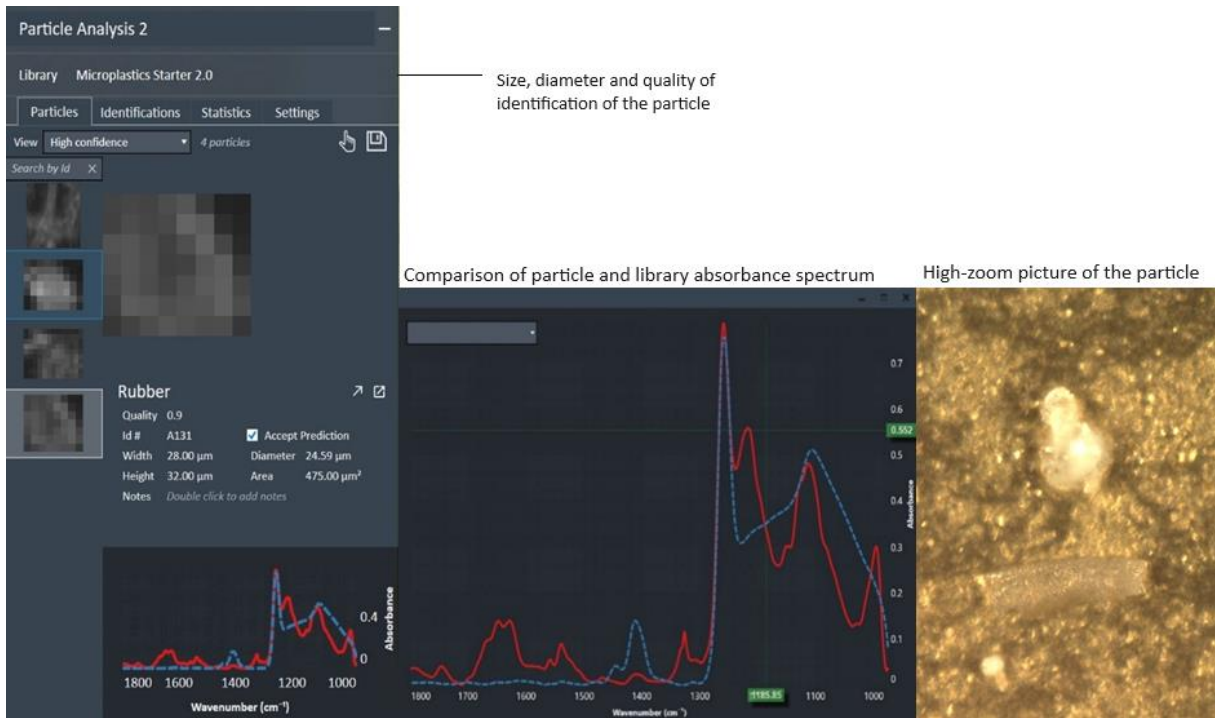 Particle Analysis 2
Library Microplastics Starter 2.0
Size, diameter and quality of
identification of the particle
Particles Identifications Statistics Settings
View High confidence 4 particles
Search by Id X
Comparison of particle and library absorbance spectrum
High-zoom picture of the particle
Rubber
Quality 0.9
Id # A131 Accept Prediction
Width 28.00 µm Diameter 24.59 µm
Height 32.00 µm Area 475.00 µm²
Notes Double click to add notes
0.4
0
Absorbance
1800 1600 1400 1200 1000
Wavenumber (cm⁻¹)
0.7
0.6
0.552
0.5
0.4
Absorbance
0.3
0.2
0.1
0
1800 1700 1600 1500 1400 1300 1185.85 1100 1000
Wavenumber (cm⁻¹)